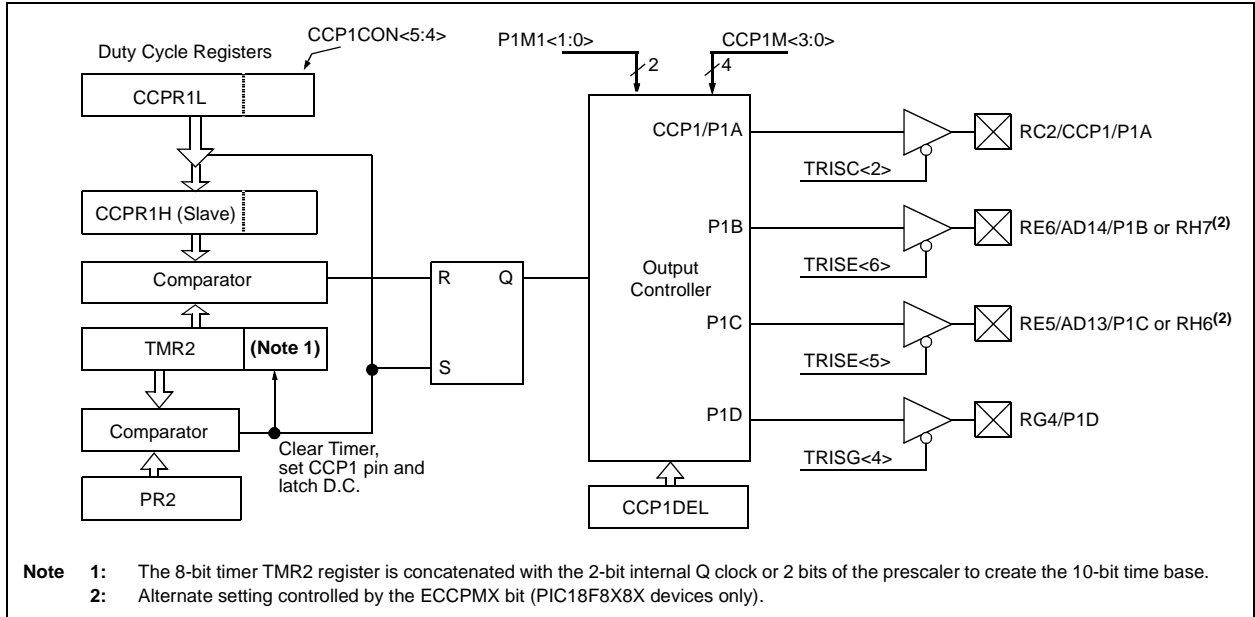 CCP1CON<5:4>
Duty Cycle Registers
P1M1<1:0>
CCP1M<3:0>
2
4
CCPR1L
CCPR1H (Slave)
Comparator
TMR2
(Note 1)
Comparator
PR2
Clear Timer,
set CCP1 pin and
latch D.C.
R
Q
S
Output
Controller
CCP1/P1A
P1B
P1C
P1D
CCP1DEL
TRISC<2>
RC2/CCP1/P1A
TRISE<6>
RE6/AD14/P1B or RH7(2)
TRISE<5>
RE5/AD13/P1C or RH6(2)
TRISG<4>
RG4/P1D
Note 1: The 8-bit timer TMR2 register is concatenated with the 2-bit internal Q clock or 2 bits of the prescaler to create the 10-bit time base.
2: Alternate setting controlled by the ECCPMX bit (PIC18F8X8X devices only).